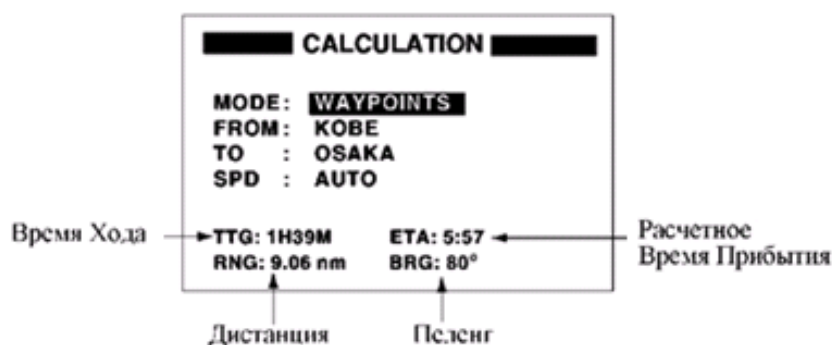 CALCULATION
MODE: WAYPOINTS
FROM: KOBE
TO : OSAKA
SPD : AUTO
Время Хода
TTG: 1H39M ETA: 5:57
Расчетное
Время Прибытия
RNG: 9.06 nm BRG: 80°
Дистанция Пеленг